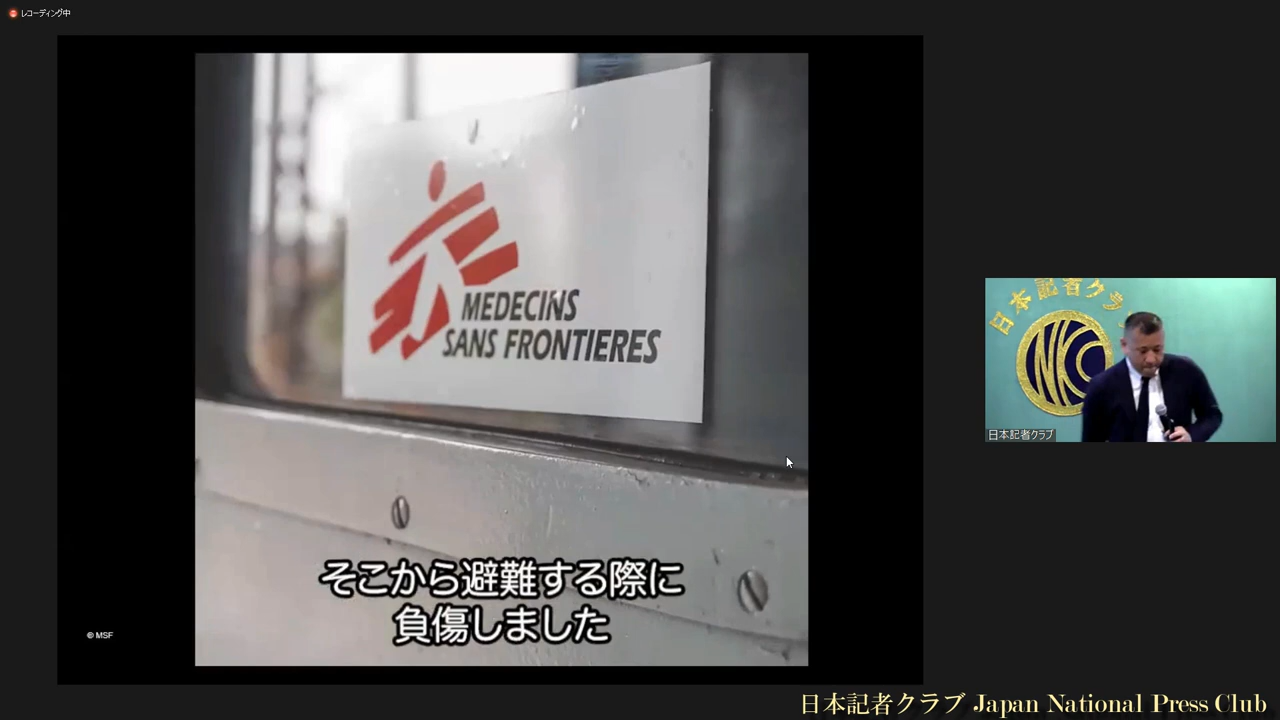 レコーディング中
MEDECINS
SANS FRONTIERES
そこから避難する際に
負傷しました
© MSF
日本記者クラブ
日本記者クラブ
日本記者クラブ Japan National Press Club